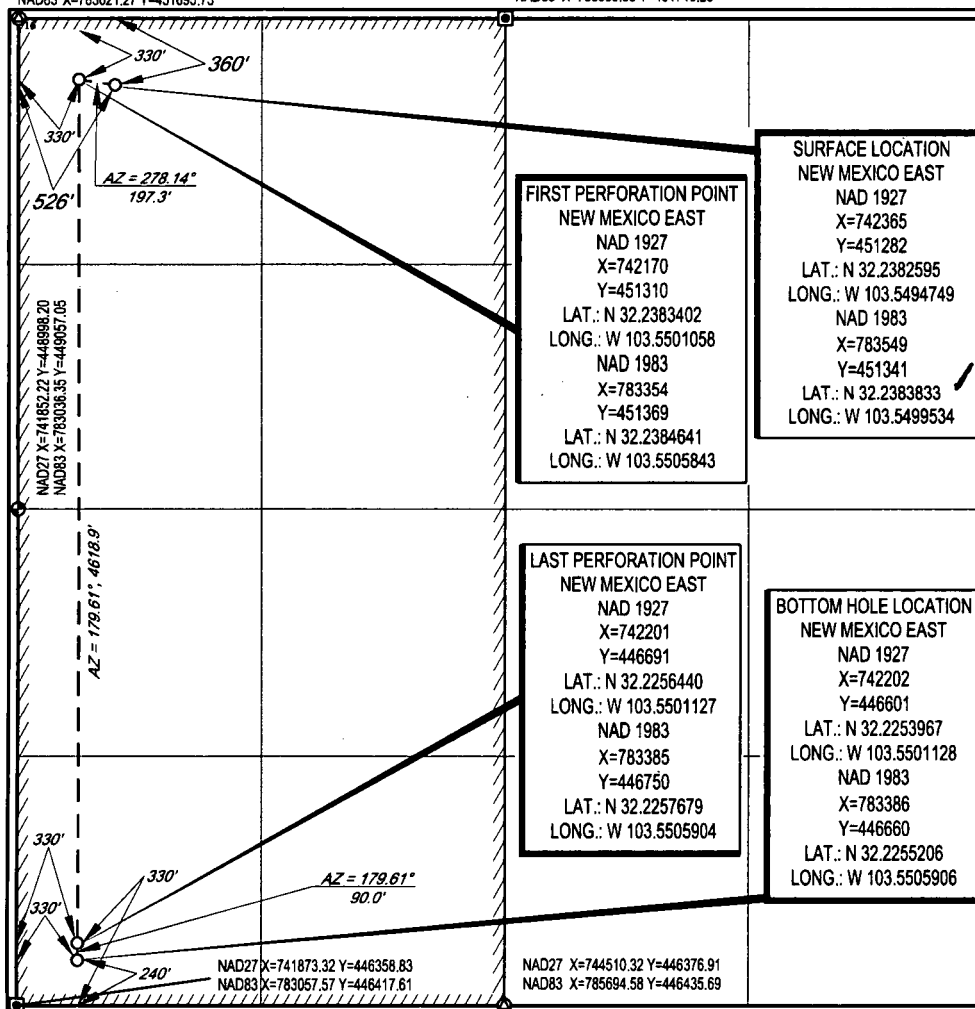 330'
360'
330'
526'
AZ = 278.14°
197.3'
SURFACE LOCATION
NEW MEXICO EAST
NAD 1927
X=742365
Y=451282
LAT.: N 32.2382595
LONG.: W 103.5494749
NAD 1983
X=783549
Y=451341
LAT.: N 32.2383833
LONG.: W 103.5499534
FIRST PERFORATION POINT
NEW MEXICO EAST
NAD 1927
X=742170
Y=451310
LAT.: N 32.2383402
LONG.: W 103.5501058
NAD 1983
X=783354
Y=451369
LAT.: N 32.2384641
LONG.: W 103.5505843
NAD27 X=741852.22 Y=448998.20
NAD83 X=783036.35 Y=449057.05
AZ = 179.61°, 4618.9'
LAST PERFORATION POINT
NEW MEXICO EAST
NAD 1927
X=742201
Y=446691
LAT.: N 32.2256440
LONG.: W 103.5501127
NAD 1983
X=783385
Y=446750
LAT.: N 32.2257679
LONG.: W 103.5505904
BOTTOM HOLE LOCATION
NEW MEXICO EAST
NAD 1927
X=742202
Y=446601
LAT.: N 32.2253967
LONG.: W 103.5501128
NAD 1983
X=783386
Y=446660
LAT.: N 32.2255206
LONG.: W 103.5505906
330'
330'
AZ = 179.61°
90.0'
330'
240'
NAD27 X=741873.32 Y=446358.83
NAD83 X=783057.57 Y=446417.61
NAD27 X=744510.32 Y=446376.91
NAD83 X=785694.58 Y=446435.69